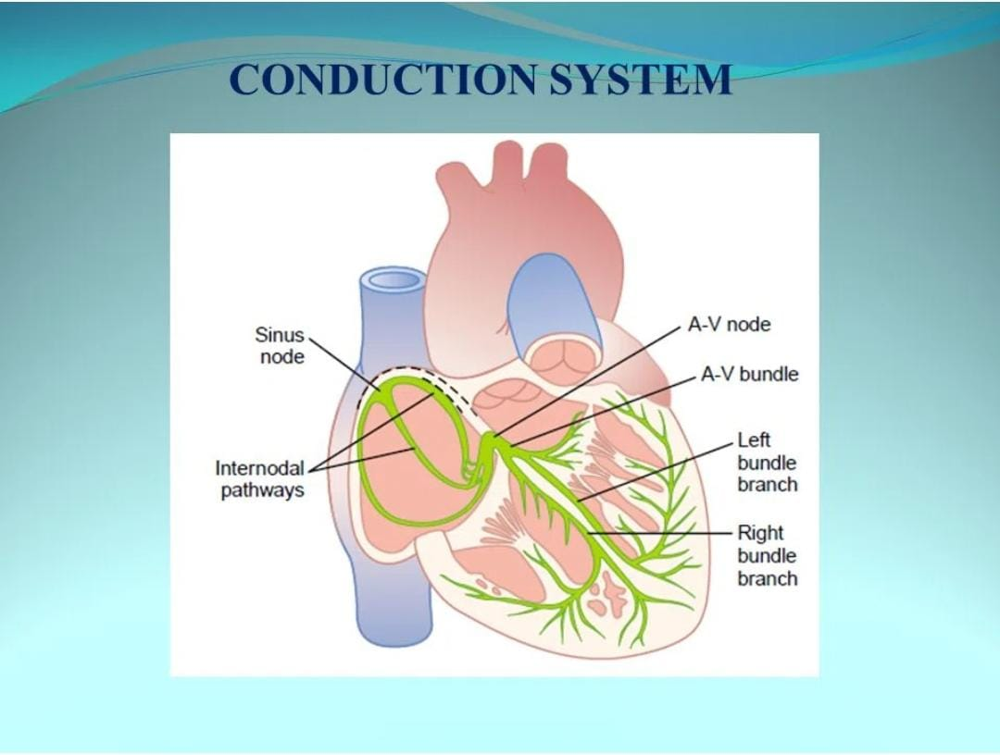 CONDUCTION SYSTEM
Sinus
node
Internodal
pathways
A-V node
A-V bundle
Left
bundle
branch
Right
bundle
branch